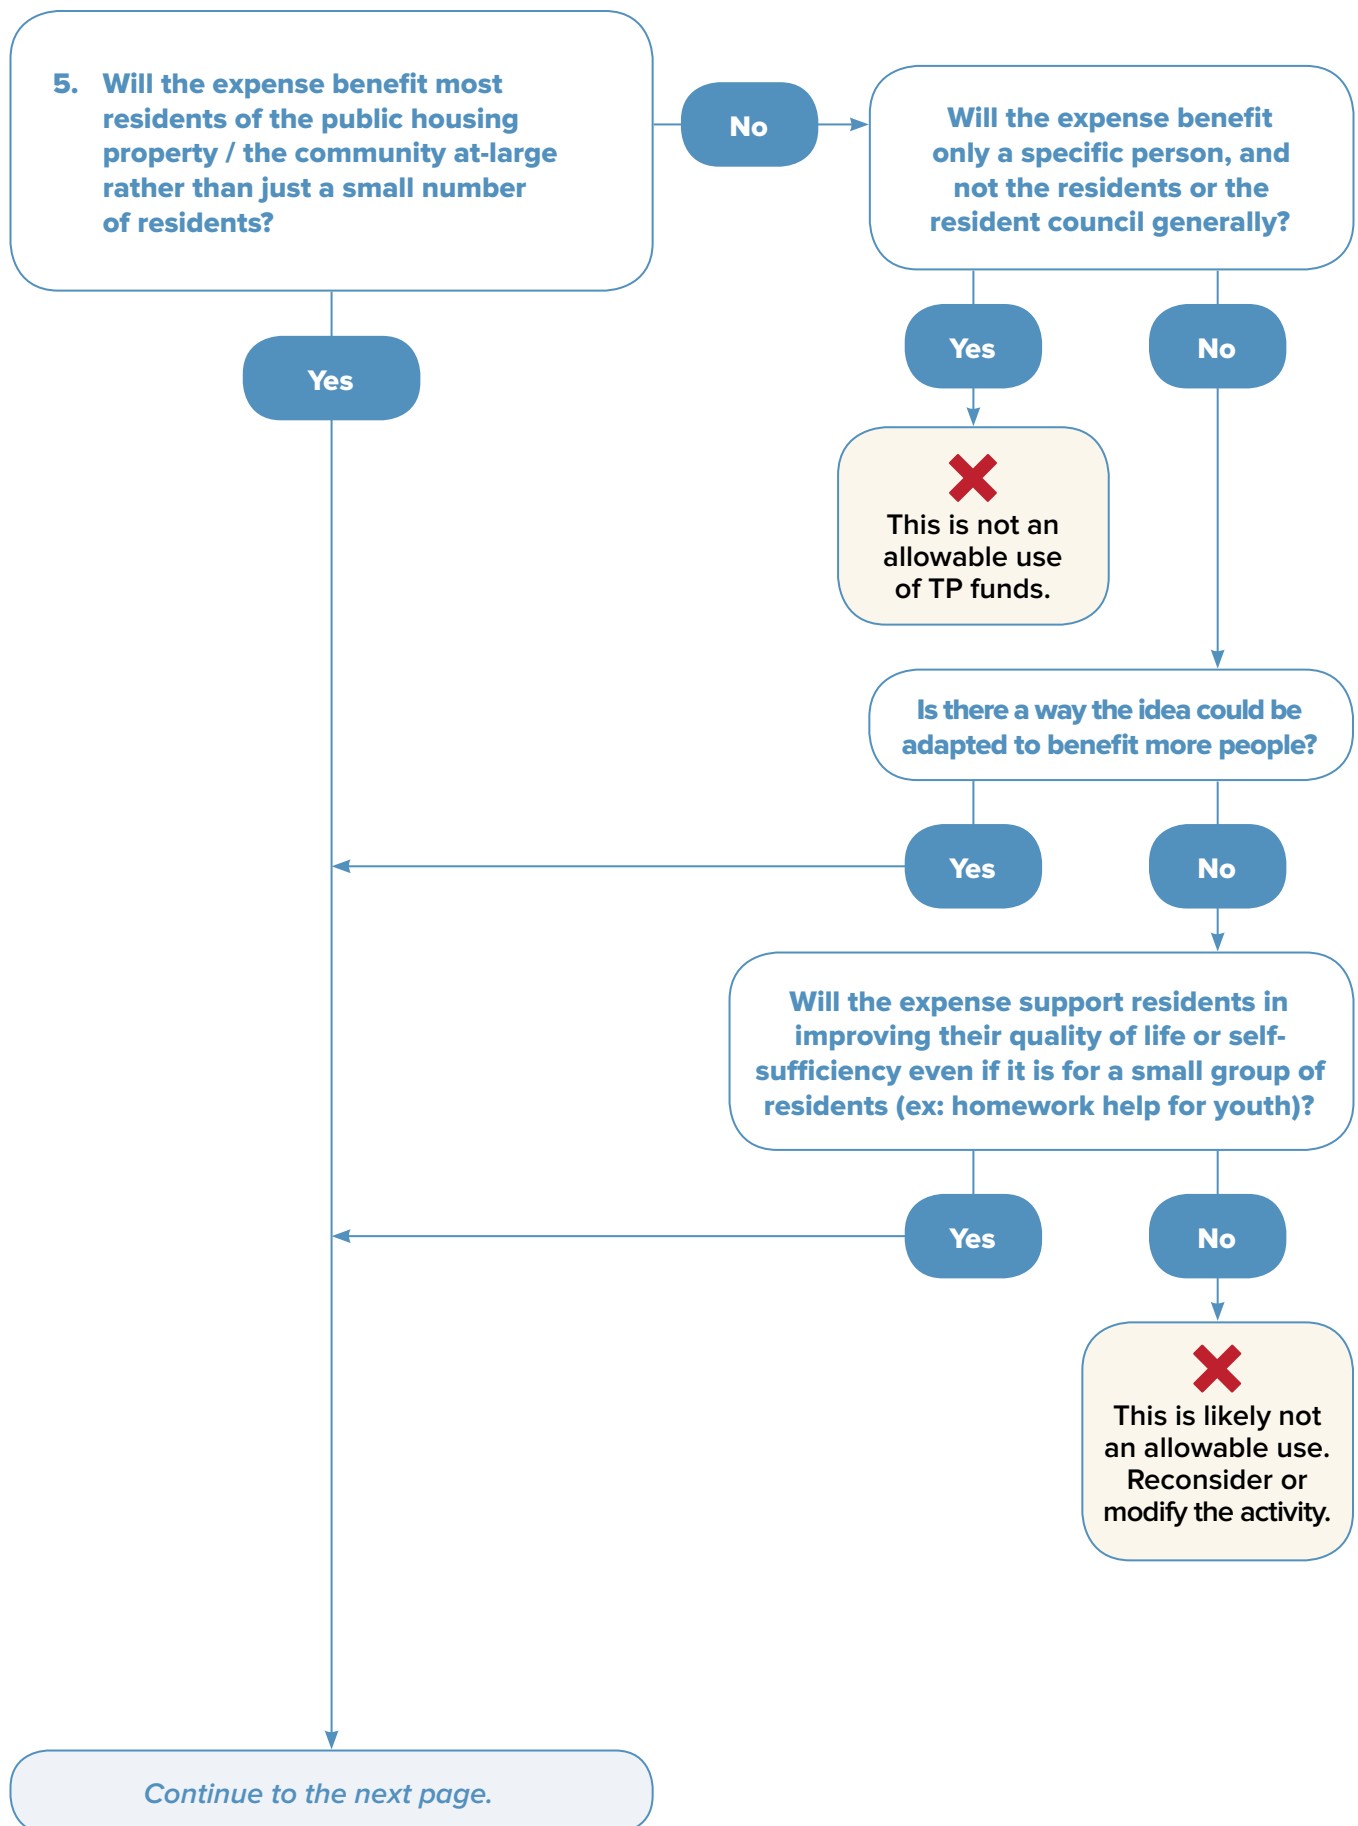 5. Will the expense benefit most
residents of the public housing
property / the community at-large
rather than just a small number
of residents?
No
Will the expense benefit
only a specific person, and
not the residents or the
resident council generally?
Yes
Yes
No
This is not an
allowable use
of TP funds.
Is there a way the idea could be
adapted to benefit more people?
Yes
No
Will the expense support residents in
improving their quality of life or self-
sufficiency even if it is for a small group of
residents (ex: homework help for youth)?
Yes
No
This is likely not
an allowable use.
Reconsider or
modify the activity.
Continue to the next page.